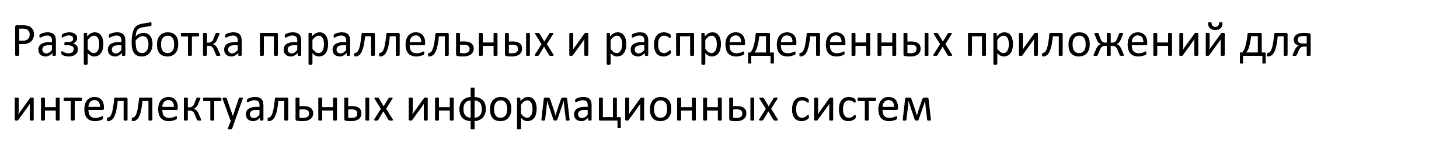 Разработка параллельных и распределенных приложений для
интеллектуальных информационных систем